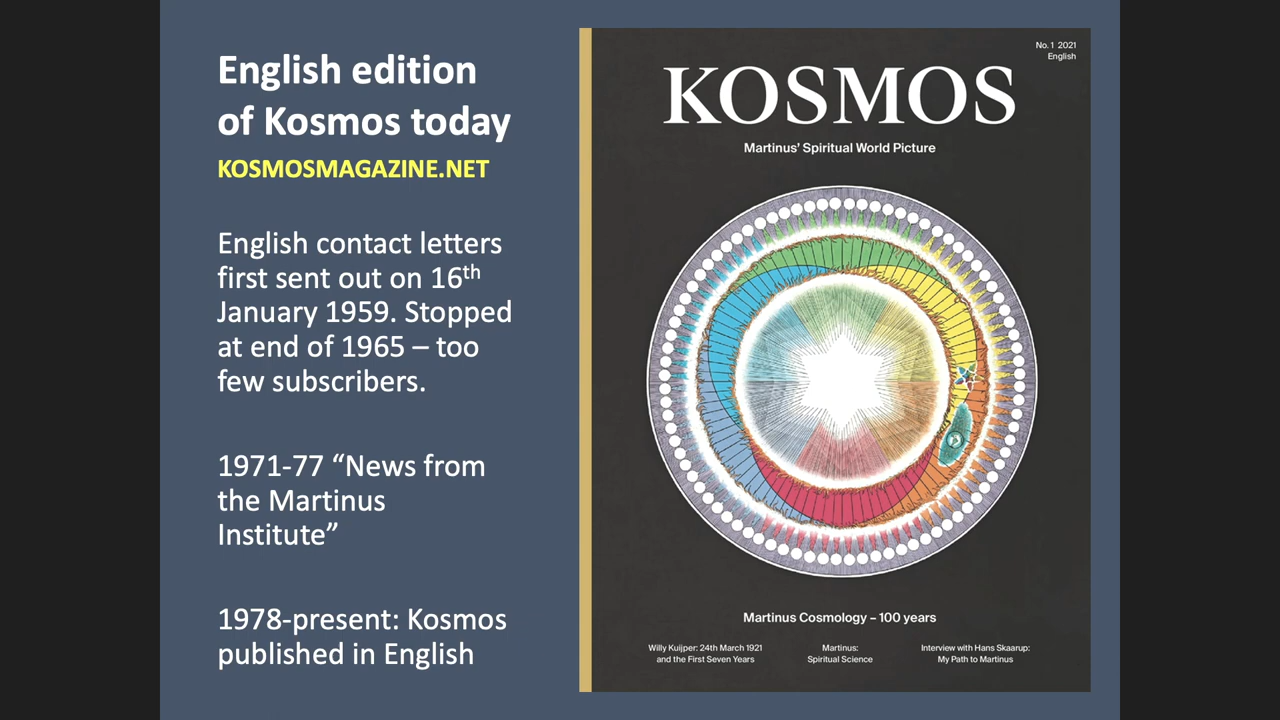 English edition
of Kosmos today
KOSMOSMAGAZINE.NET
English contact letters
first sent out on 16th
January 1959. Stopped
at end of 1965 – too
few subscribers.
1971-77 “News from
the Martinus
Institute”
1978-present: Kosmos
published in English
No. 1 2021
English
KOSMOS
Martinus’ Spiritual World Picture
Martinus Cosmology – 100 years
Willy Kuijper: 24th March 1921
and the First Seven Years
Martinus:
Spiritual Science
Interview with Hans Skaarup:
My Path to Martinus